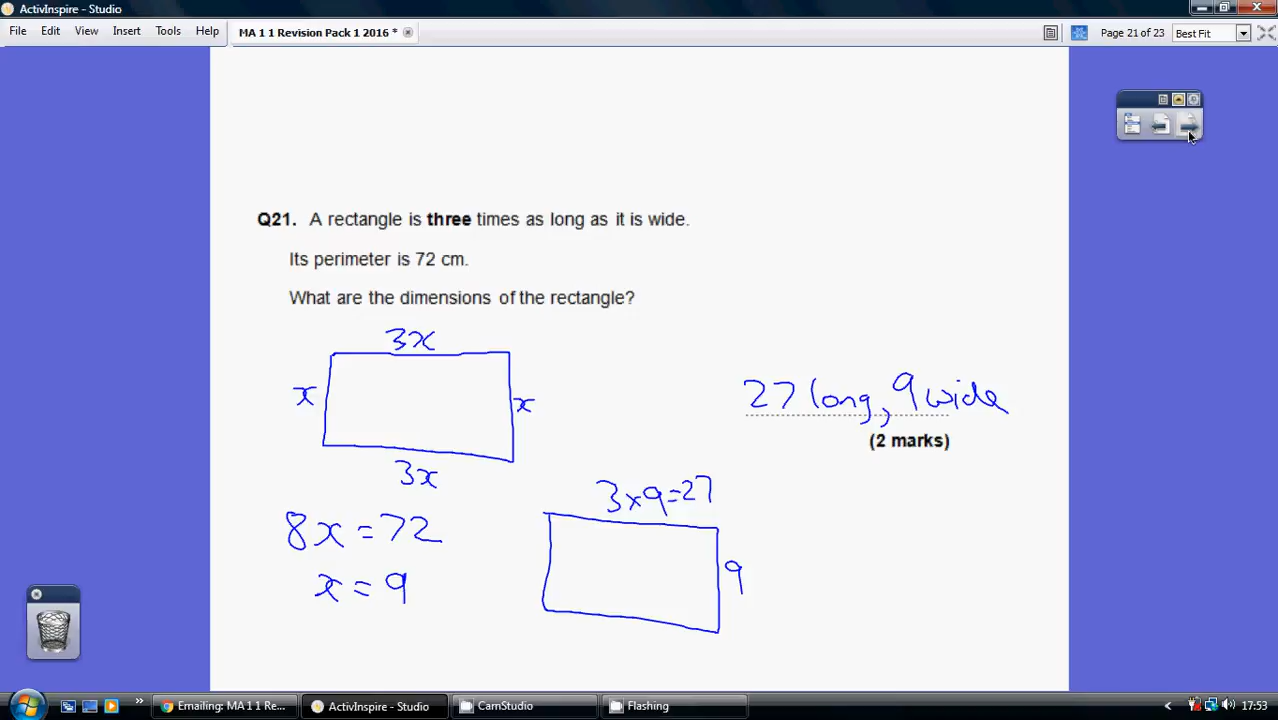 ActivInspire - Studio
File Edit View Insert Tools Help
MA 1 1 Revision Pack 1 2016 *
Page 21 of 23
Best Fit
Q21. A rectangle is three times as long as it is wide.
Its perimeter is 72 cm.
What are the dimensions of the rectangle?
3x
x
x
3x
27 long, 9 wide
(2 marks)
8x = 72
x = 9
3 × 9 = 27
9
Emailing: MA 1 1 Re...
ActivInspire - Studio
CamStudio
Flashing
17:53